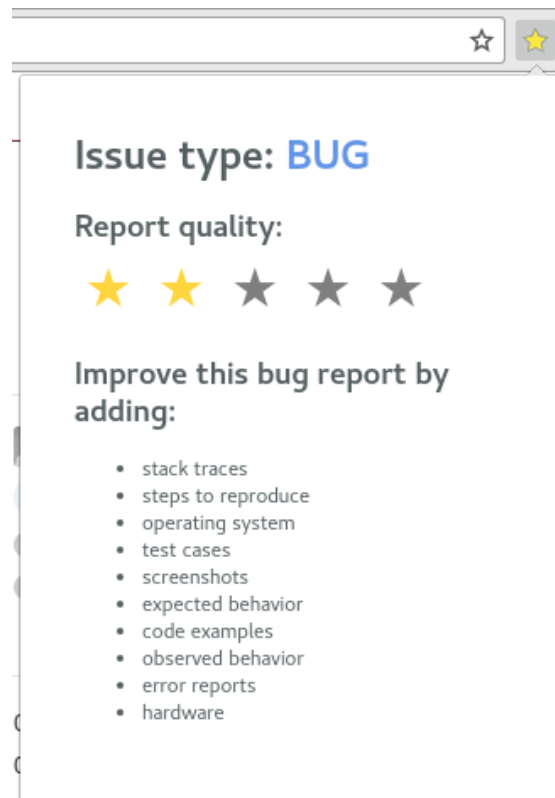 Issue type: BUG
Report quality:
Improve this bug report by
adding:
• stack traces
• steps to reproduce
• operating system
• test cases
• screenshots
• expected behavior
• code examples
• observed behavior
• error reports
• hardware